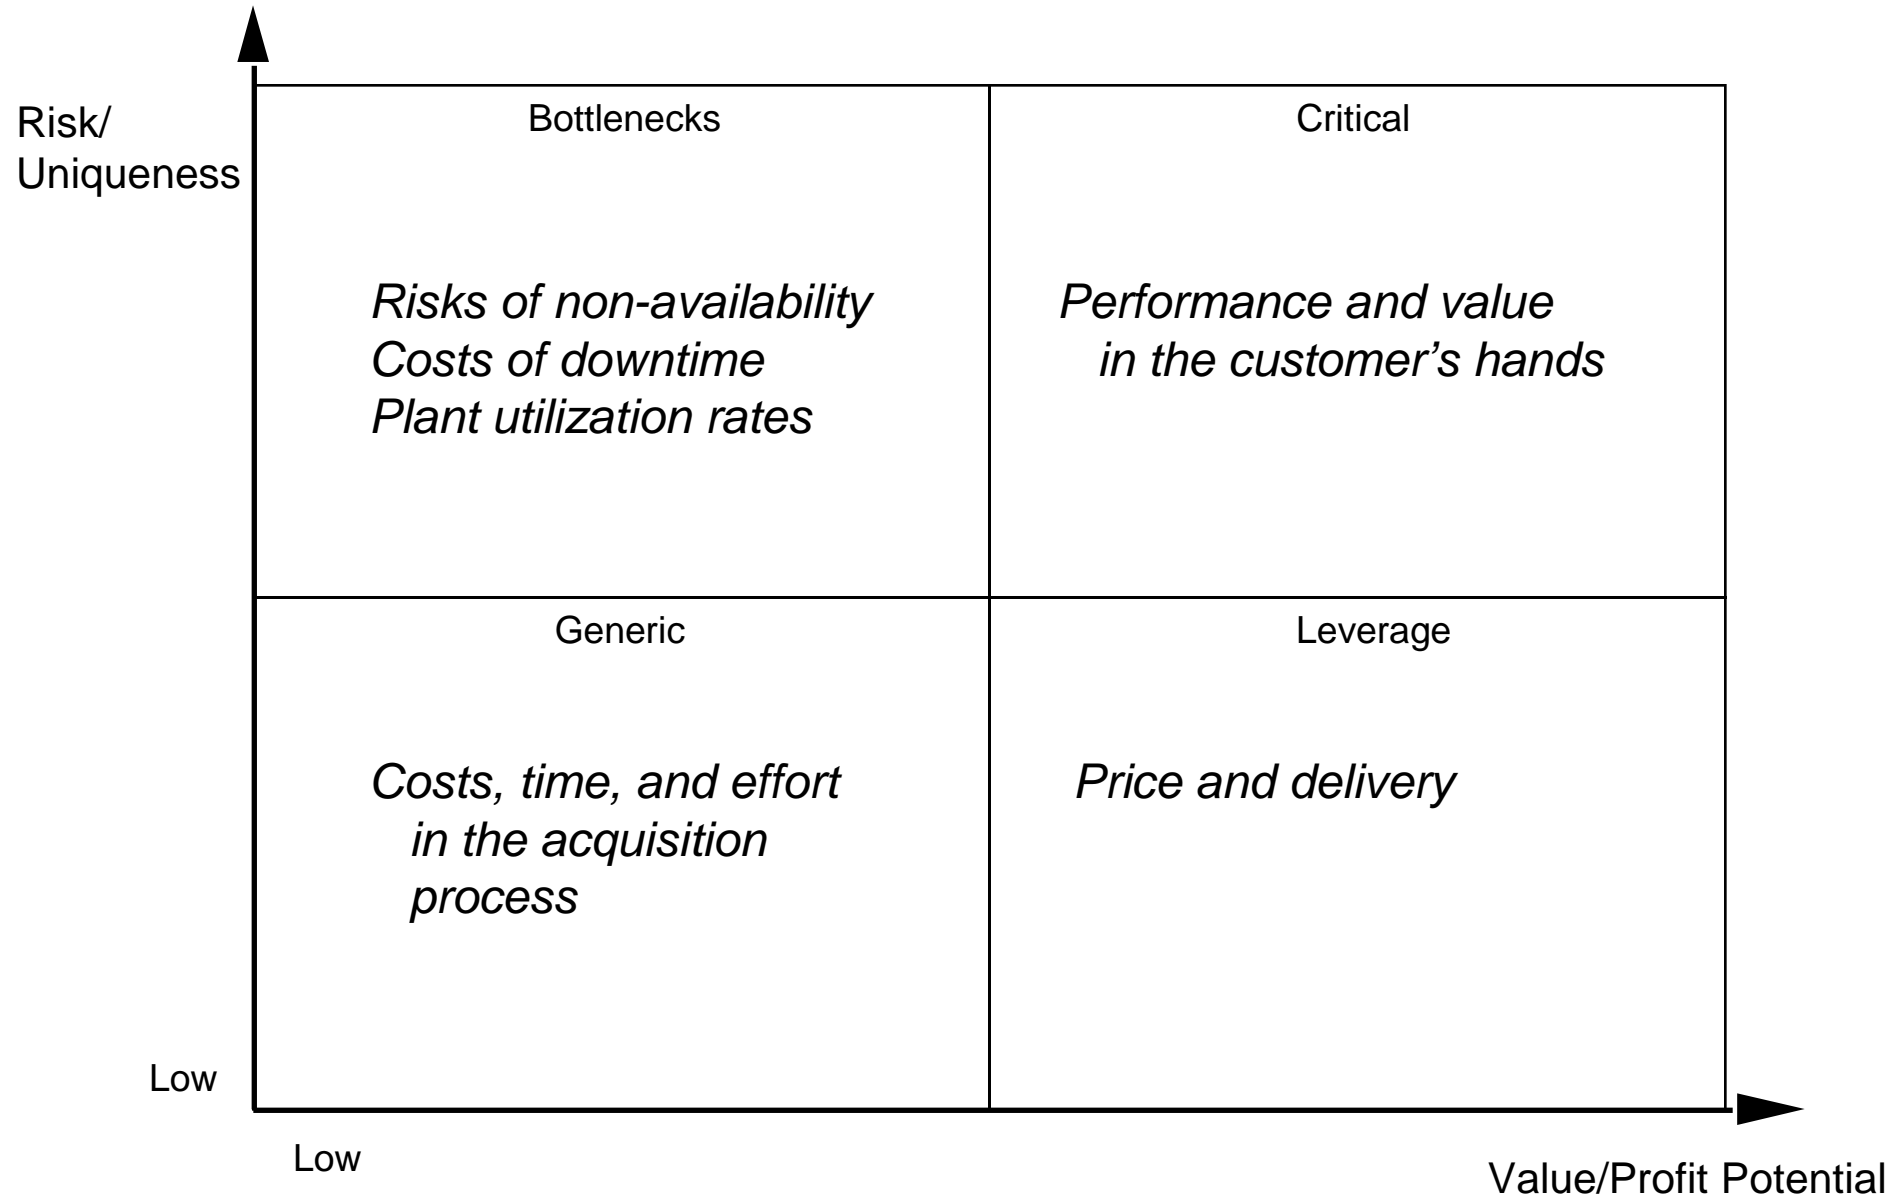 Risk/
Uniqueness
Bottlenecks
Critical
Risks of non-availability
Costs of downtime
Plant utilization rates
Performance and value
in the customer’s hands
Generic
Leverage
Costs, time, and effort
in the acquisition
process
Price and delivery
Low
Low
Value/Profit Potential